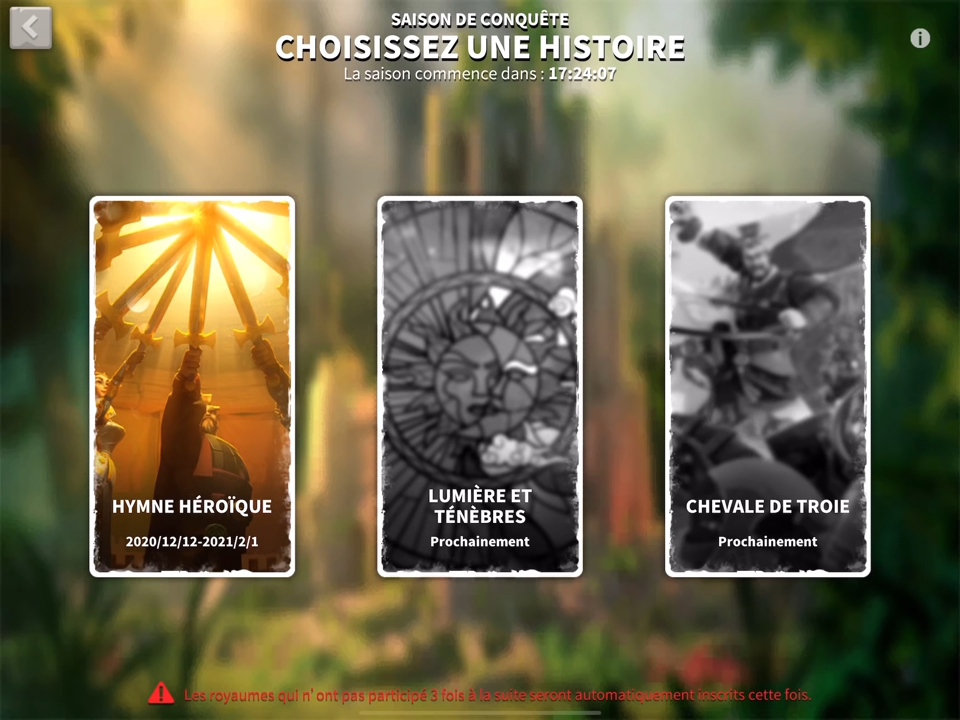 SAISON DE CONQUÊTE
CHOISISSEZ UNE HISTOIRE
La saison commence dans : 17:24:07
HYMNE HÉROÏQUE
2020/12/12-2021/2/1
LUMIÈRE ET
TÉNÈBRES
Prochainement
CHEVALE DE TROIE
Prochainement
Les royaumes qui n' ont pas participé 3 fois à la suite seront automatiquement inscrits cette fois.